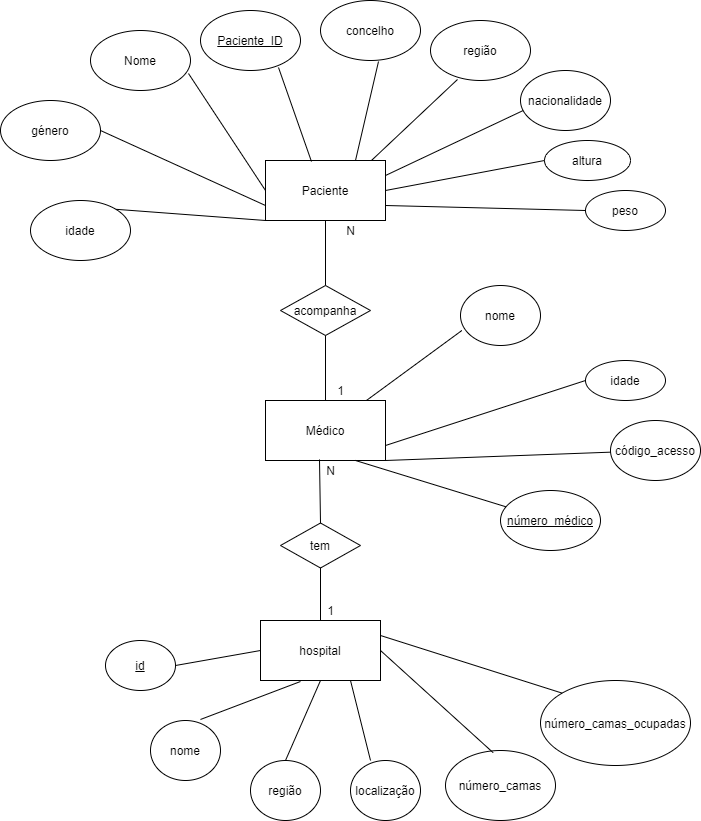 concelho
Paciente_ID
região
Nome
nacionalidade
género
altura
Paciente
peso
idade
N
acompanha
nome
1
idade
Médico
código_acesso
N
número_médico
tem
1
hospital
id
número_camas_ocupadas
nome
número_camas
região
localização